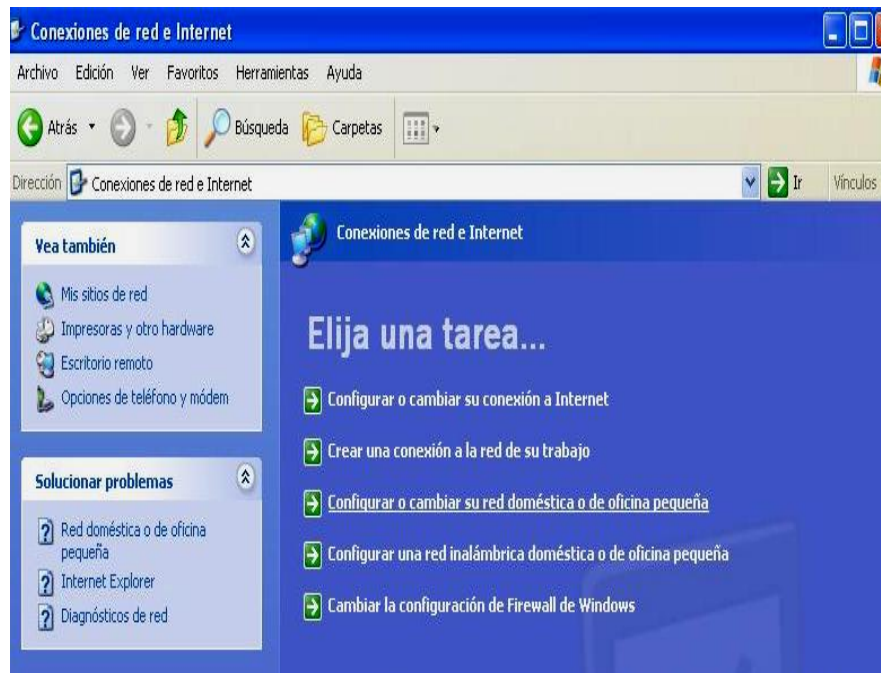 Conexiones de red e Internet
Archivo Edición Ver Favoritos Herramientas Ayuda
Atrás Búsqueda Carpetas
Dirección Conexiones de red e Internet Ir Vínculos
Vea también
Mis sitios de red
Impresoras y otro hardware
Escritorio remoto
Opciones de teléfono y módem
Solucionar problemas
Red doméstica o de oficina
pequeña
Internet Explorer
Diagnósticos de red
Conexiones de red e Internet
Elija una tarea...
Configurar o cambiar su conexión a Internet
Crear una conexión a la red de su trabajo
Configurar o cambiar su red doméstica o de oficina pequeña
Configurar una red inalámbrica doméstica o de oficina pequeña
Cambiar la configuración de Firewall de Windows